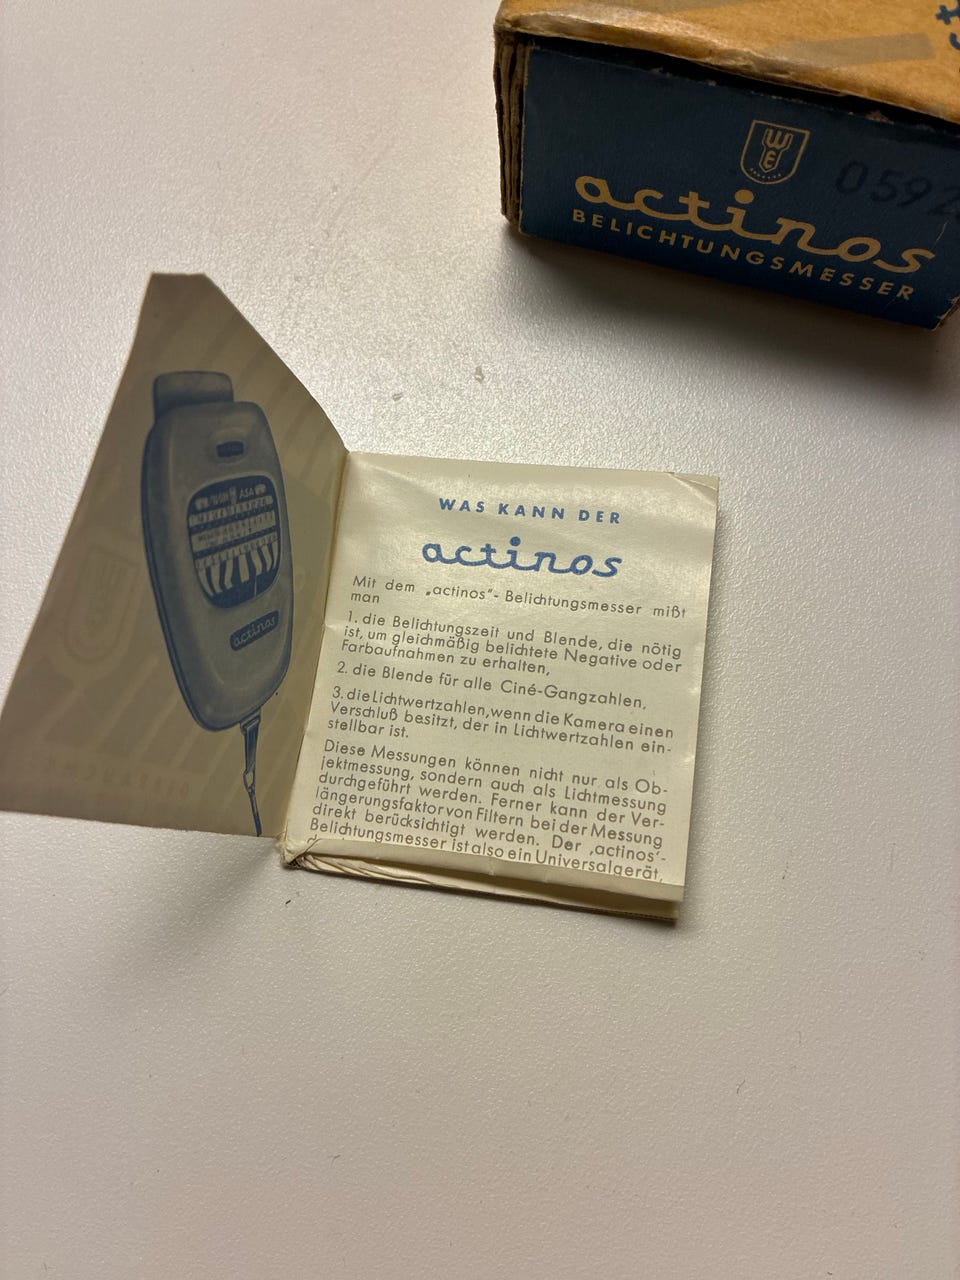 WE
actinos
BELICHTUNGSMESSER
ASA
actinos
WAS KANN DER
actinos
Mit dem „actinos“- Belichtungsmesser mißt
man
1. die Belichtungszeit und Blende, die nötig
ist, um gleichmäßig belichtete Negative oder
Farbaufnahmen zu erhalten,
2. die Blende für alle Ciné-Gangzahlen,
3. die Lichtwertzahlen, wenn die Kamera einen
Verschluß besitzt, der in Lichtwertzahlen ein-
stellbar ist.
Diese Messungen können nicht nur als Ob-
jektmessung, sondern auch als Lichtmessung
durchgeführt werden. Ferner kann der Ver-
längerungsfaktor von Filtern bei der Messung
direkt berücksichtigt werden. Der ‚actinos‘-
Belichtungsmesser ist also ein Universalgerät,